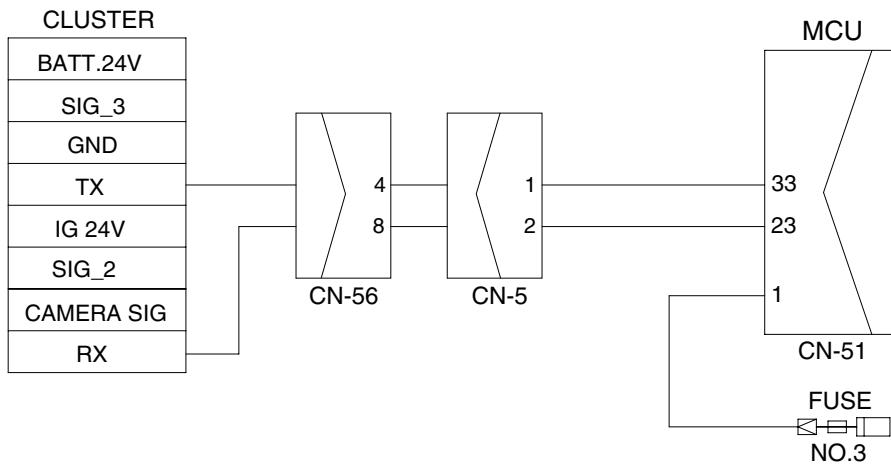 CLUSTER
BATT.24V
SIG_3
GND
TX
IG 24V
SIG_2
CAMERA SIG
RX
4
8
CN-56
1
2
CN-5
MCU
33
23
1
CN-51
FUSE
NO.3